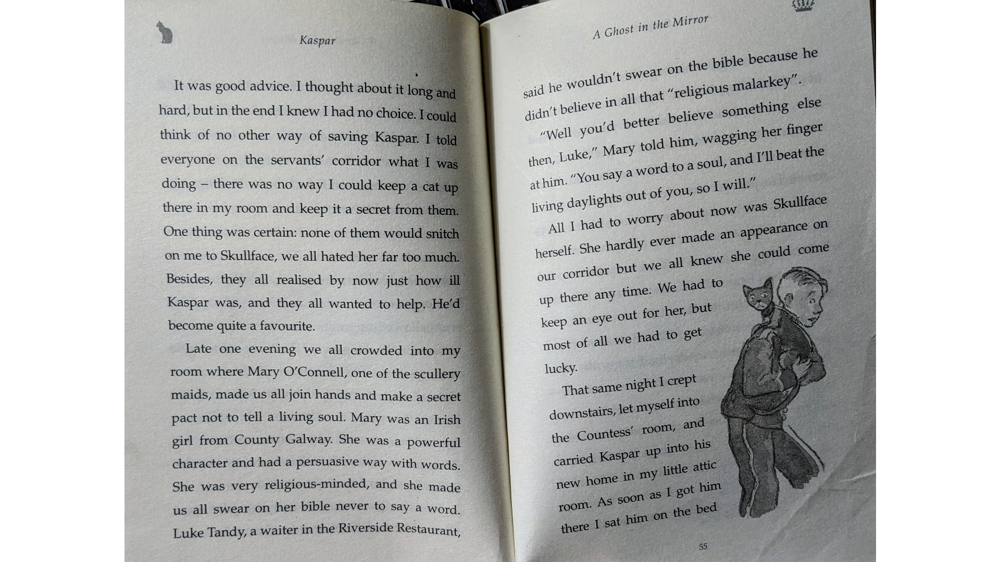 Kaspar
It was good advice. I thought about it long and
hard, but in the end I knew I had no choice. I could
think of no other way of saving Kaspar. I told
everyone on the servants’ corridor what I was
doing – there was no way I could keep a cat up
there in my room and keep it a secret from them.
One thing was certain: none of them would snitch
on me to Skullface, we all hated her far too much.
Besides, they all realised by now just how ill
Kaspar was, and they all wanted to help. He’d
become quite a favourite.
Late one evening we all crowded into my
room where Mary O’Connell, one of the scullery
maids, made us all join hands and make a secret
pact not to tell a living soul. Mary was an Irish
girl from County Galway. She was a powerful
character and had a persuasive way with words.
She was very religious-minded, and she made
us all swear on her bible never to say a word.
Luke Tandy, a waiter in the Riverside Restaurant,
A Ghost in the Mirror
said he wouldn’t swear on the bible because he
didn’t believe in all that “religious malarkey”.
“Well you’d better believe something else
then, Luke,” Mary told him, wagging her finger
at him. “You say a word to a soul, and I’ll beat the
living daylights out of you, so I will.”
All I had to worry about now was Skullface
herself. She hardly ever made an appearance on
our corridor but we all knew she could come
up there any time. We had to
keep an eye out for her, but
most of all we had to get
lucky.
That same night I crept
downstairs, let myself into
the Countess’ room, and
carried Kaspar up into his
new home in my little attic
room. As soon as I got him
there I sat him on the bed
55